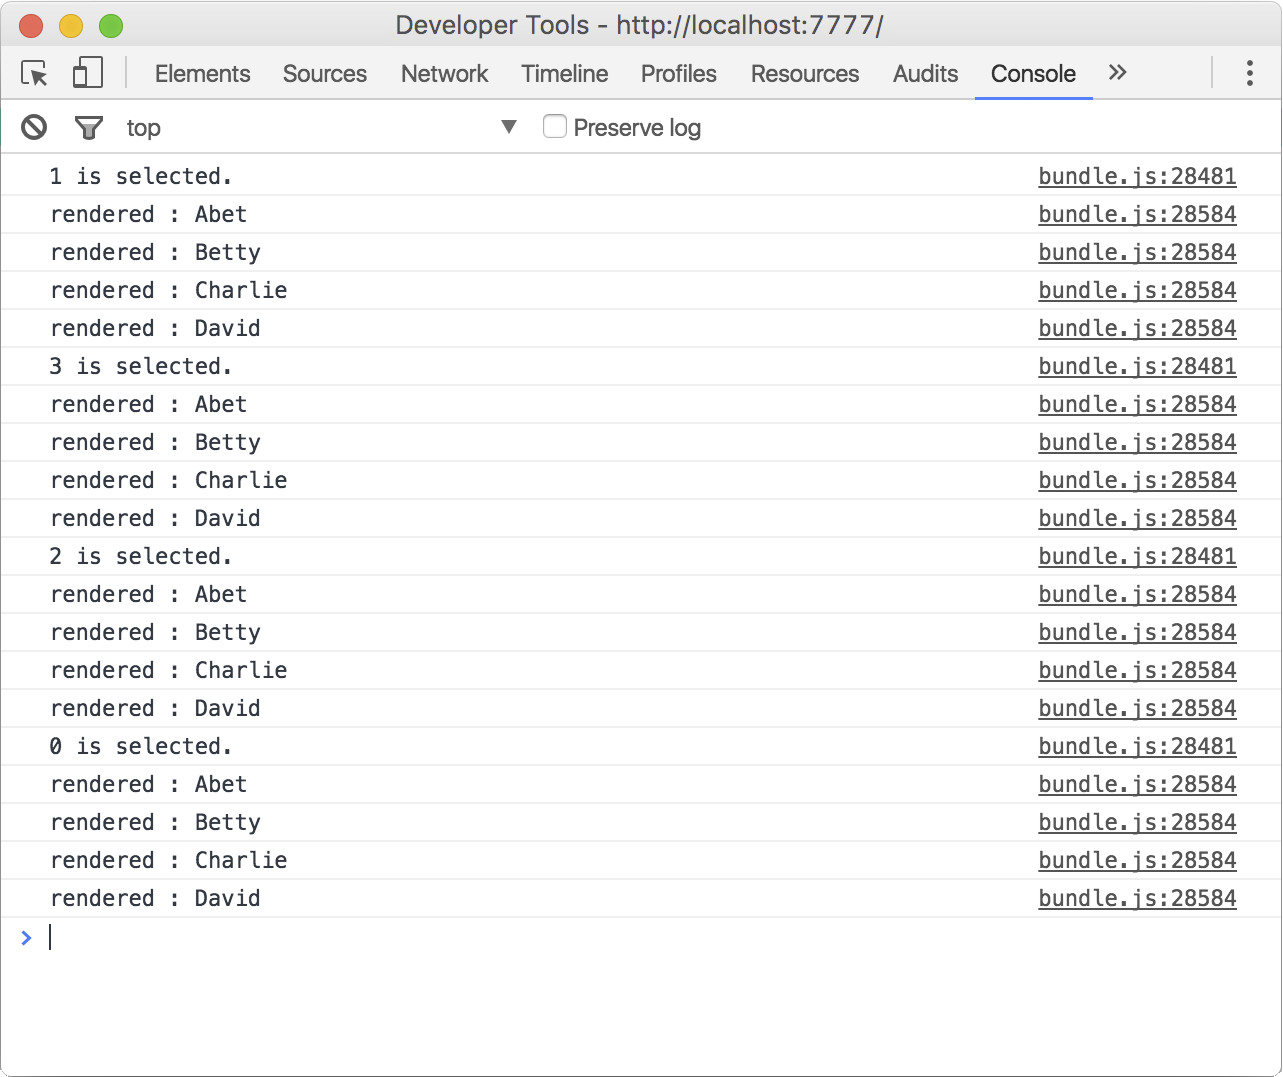 Developer Tools - http://localhost:7777/
Elements Sources Network Timeline Profiles Resources Audits Console »
top ▼ Preserve log
1 is selected. bundle.js:28481
rendered : Abet bundle.js:28584
rendered : Betty bundle.js:28584
rendered : Charlie bundle.js:28584
rendered : David bundle.js:28584
3 is selected. bundle.js:28481
rendered : Abet bundle.js:28584
rendered : Betty bundle.js:28584
rendered : Charlie bundle.js:28584
rendered : David bundle.js:28584
2 is selected. bundle.js:28481
rendered : Abet bundle.js:28584
rendered : Betty bundle.js:28584
rendered : Charlie bundle.js:28584
rendered : David bundle.js:28584
0 is selected. bundle.js:28481
rendered : Abet bundle.js:28584
rendered : Betty bundle.js:28584
rendered : Charlie bundle.js:28584
rendered : David bundle.js:28584